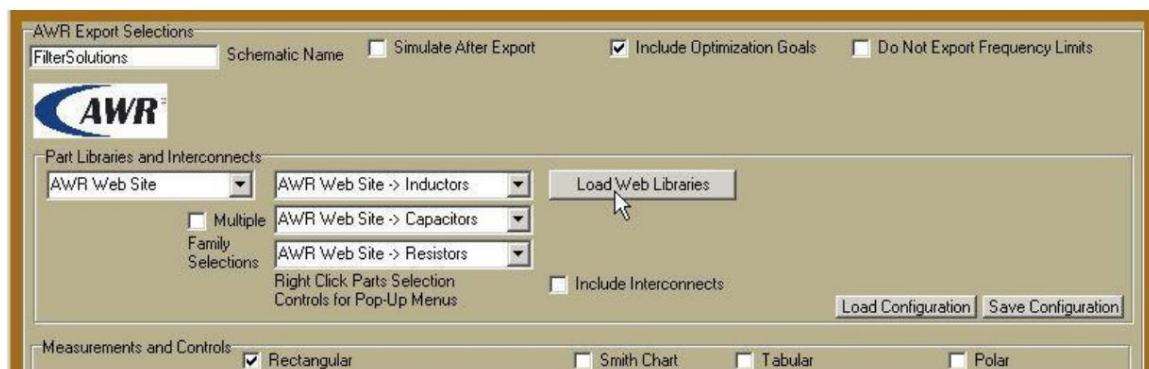 AWR Export Selections
FilterSolutions Schematic Name Simulate After Export Include Optimization Goals Do Not Export Frequency Limits
AWR
Part Libraries and Interconnects
AWR Web Site AWR Web Site -> Inductors Load Web Libraries
Multiple AWR Web Site -> Capacitors
Family Selections AWR Web Site -> Resistors
Right Click Parts Selection
Controls for Pop-Up Menus Include Interconnects
Load Configuration Save Configuration
Measurements and Controls
Rectangular Smith Chart Tabular Polar